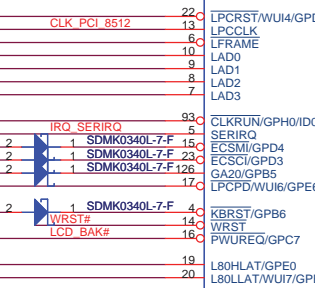 22 LPCRST/WUI4/GPD
CLK_PCI_8512 13 LPCCLK
6 LFRAME
10 LAD0
9 LAD1
8 LAD2
7 LAD3
93 CLKRUN/GPH0/ID0
IRQ_SERIRQ 5 SERIRQ
2 1 SDMK0340L-7-F 15 ECSMI/GPD4
2 1 SDMK0340L-7-F 23 ECSCI/GPD3
2 1 SDMK0340L-7-F 126 GA20/GPB5
17 LPCPD/WUI6/GPE6
2 1 SDMK0340L-7-F 4 KBRST/GPB6
WRST# 14 WRST
LCD_BAK# 16 PWUREQ/GPC7
19 L80HLAT/GPE0
20 L80LLAT/WUI7/GP